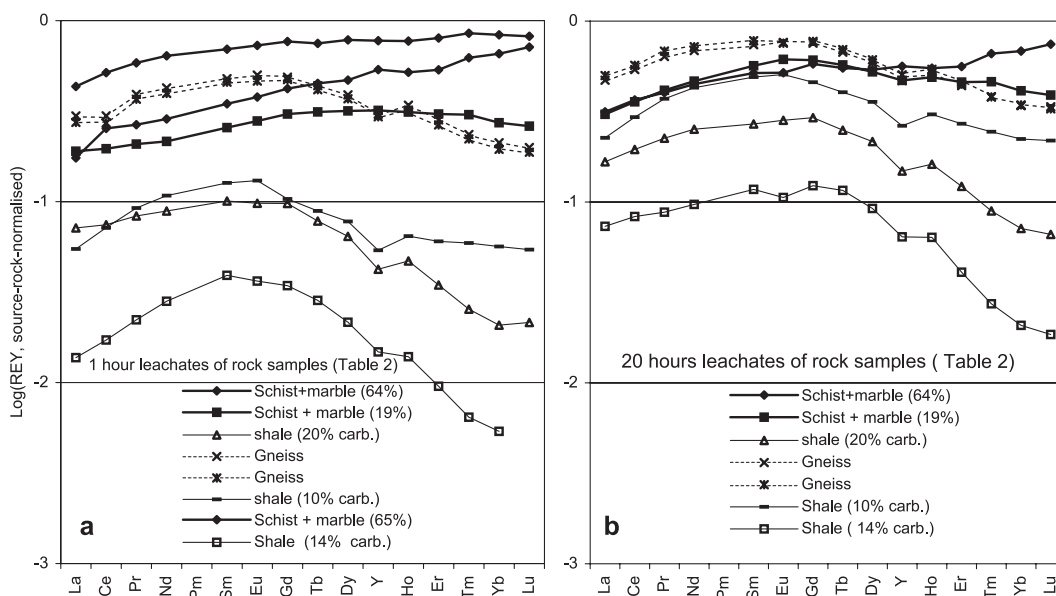 Log(REY, source-rock-normalised)
-0
-1
-2
-3
1 hour leachates of rock samples (Table 2)
Schist+marble (64%)
Schist + marble (19%)
shale (20% carb.)
Gneiss
Gneiss
shale (10% carb.)
Schist + marble (65%)
Shale (14% carb.)
a
La Ce Pr Nd Pm Sm Eu Gd Tb Dy Y Ho Er Tm Yb Lu
-0
-1
-2
-3
20 hours leachates of rock samples ( Table 2)
Schist+marble (64%)
Schist + marble (19%)
shale (20% carb.)
Gneiss
Gneiss
Shale (10% carb.)
Shale ( 14% carb.)
b
La Ce Pr Nd Pm Sm Eu Gd Tb Dy Y Ho Er Tm Yb Lu